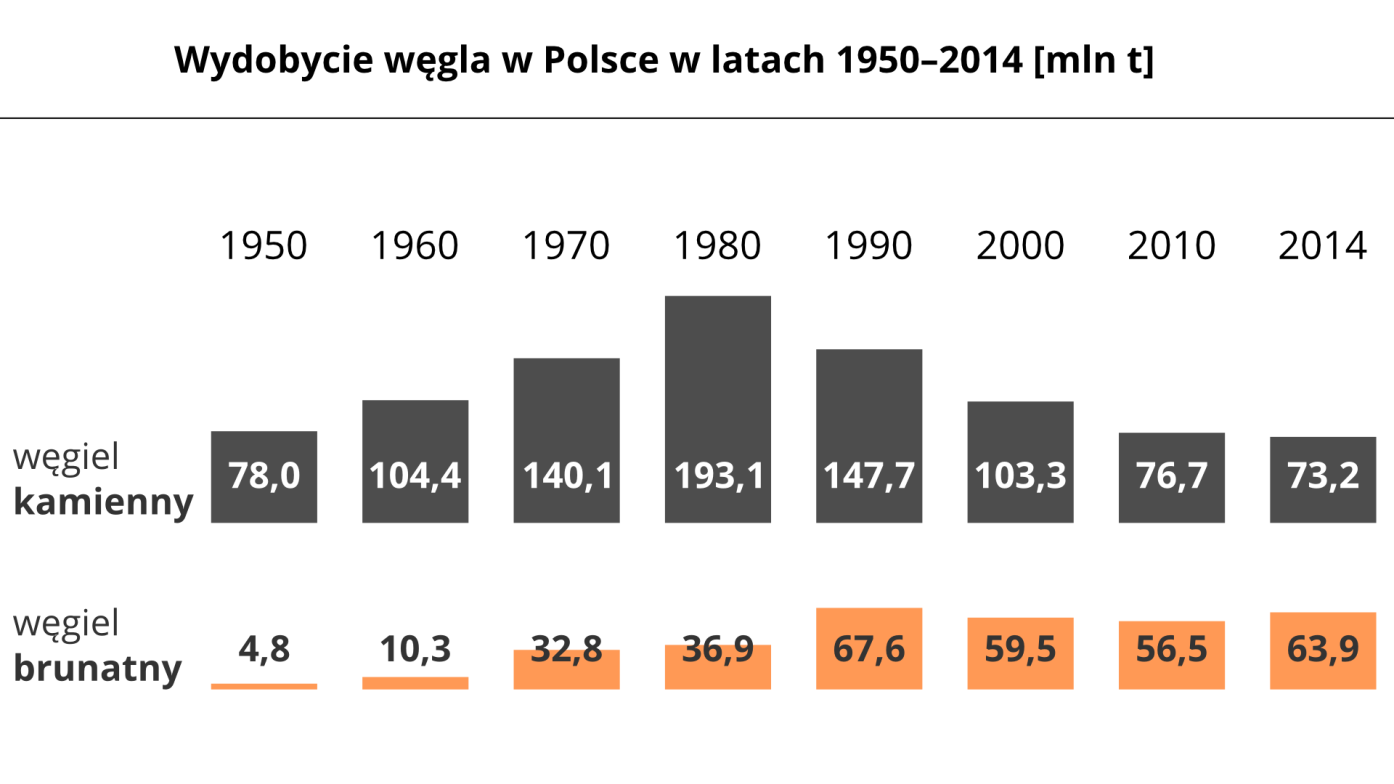 Wydobycie węgla w Polsce w latach 1950–2014 [mln t]
1950 1960 1970 1980 1990 2000 2010 2014
węgiel
kamienny
78,0 104,4 140,1 193,1 147,7 103,3 76,7 73,2
węgiel
brunatny
4,8 10,3 32,8 36,9 67,6 59,5 56,5 63,9